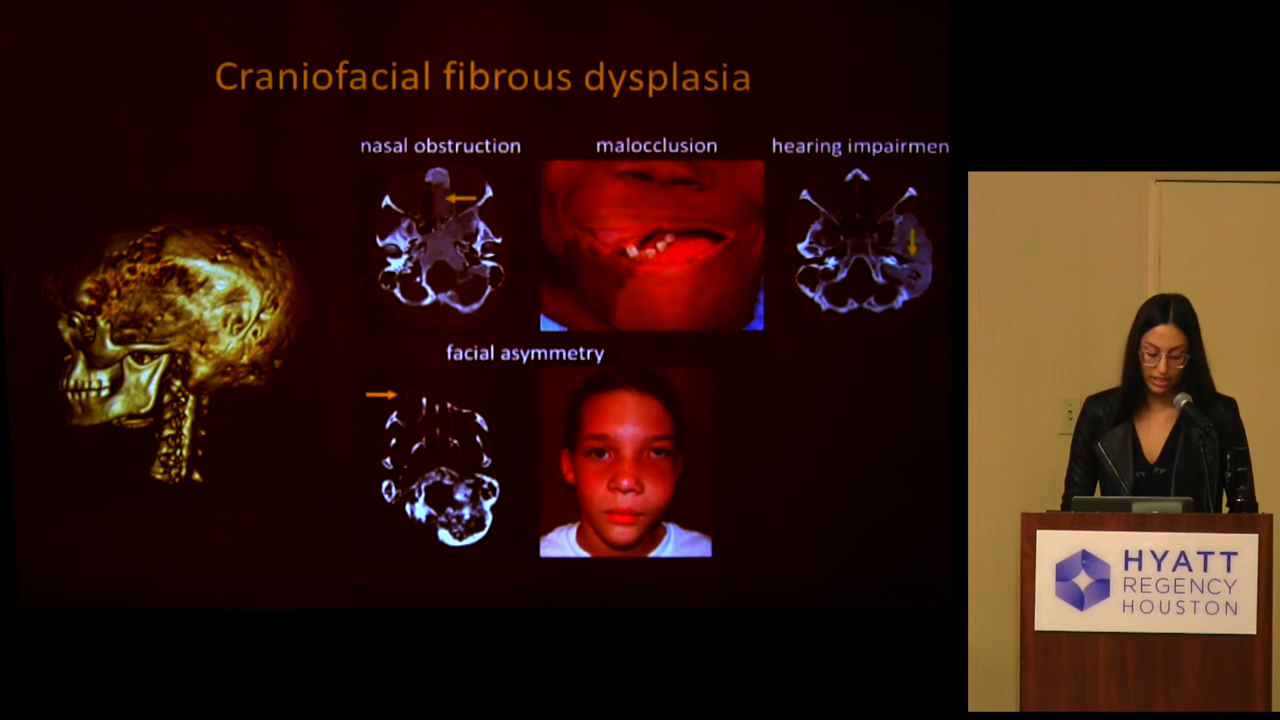 Craniofacial fibrous dysplasia
nasal obstruction
malocclusion
hearing impairmen
facial asymmetry
HYATT
REGENCY
HOUSTON